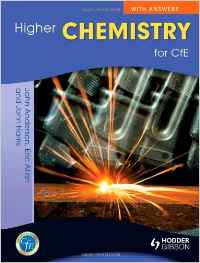 WITH ANSWERS
Higher
CHEMISTRY
for CfE
John Anderson, Eric Allan
and John Harris
HODDER
GIBSON